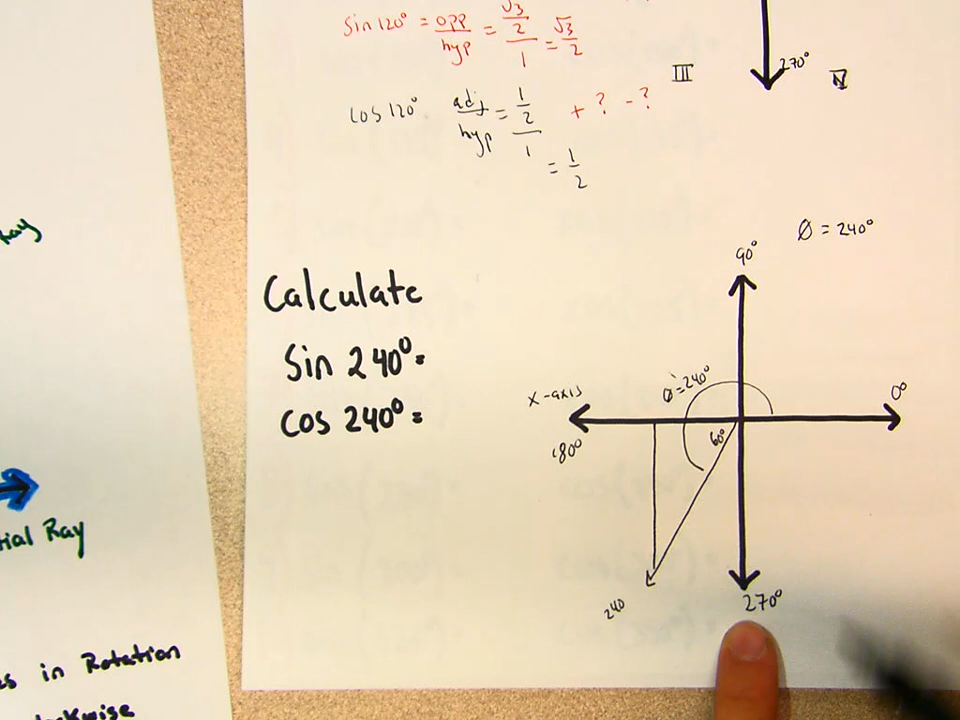 sin 120° = opp/hyp = √3/2 / 1 = √3/2
270°
III
IV
cos 120° adj/hyp = 1/2 / 1 + ? - ?
= 1/2
Ray
Ø = 240°
90°
Calculate
Sin 240° =
Cos 240° =
Ø=240°
x-axis
0°
180°
60°
tial Ray
240
270°
s in Rotation
ckwise